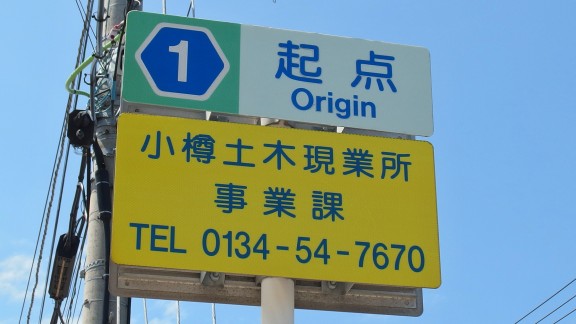 1
起点
Origin
小樽土木現業所
事業課
TEL 0134-54-7670